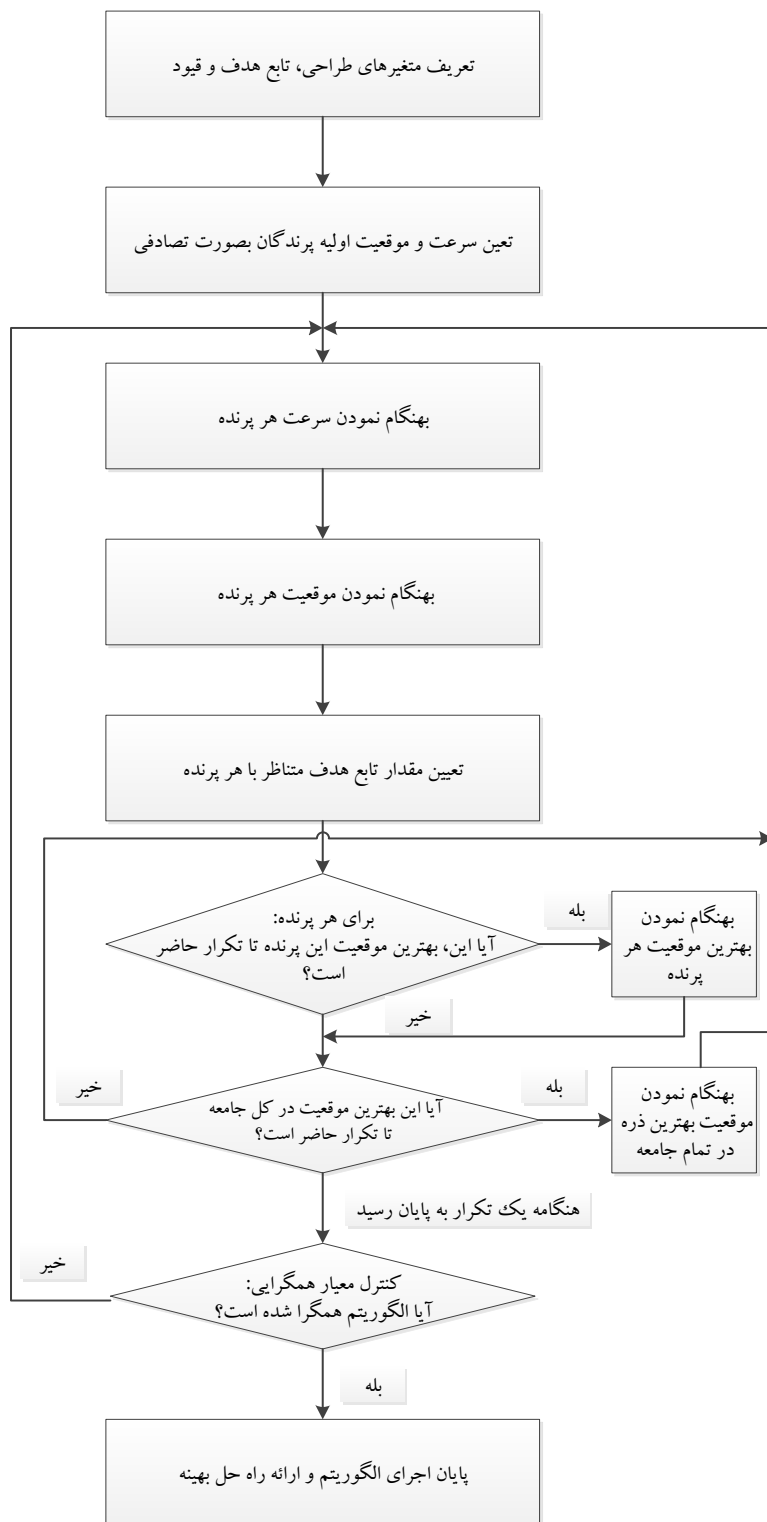 تعریف متغیرهای طراحی، تابع هدف و قیود
تعین سرعت و موقعیت اولیه پرندگان بصورت تصادفی
بهنگام نمودن سرعت هر پرنده
بهنگام نمودن موقعیت هر پرنده
تعیین مقدار تابع هدف متناظر با هر پرنده
برای هر پرنده:
آیا این، بهترین موقعیت این پرنده تا تکرار حاضر
است؟
بله
بهنگام نمودن
بهترین موقعیت هر
پرنده
خیر
آیا این بهترین موقعیت در کل جامعه
تا تکرار حاضر است؟
خیر
بله
بهنگام نمودن
موقعیت بهترین ذره
در تمام جامعه
هنگامه یک تکرار به پایان رسید
کنترل معیار همگرایی:
آیا الگوریتم همگرا شده است؟
خیر
بله
پایان اجرای الگوریتم و ارائه راه حل بهینه